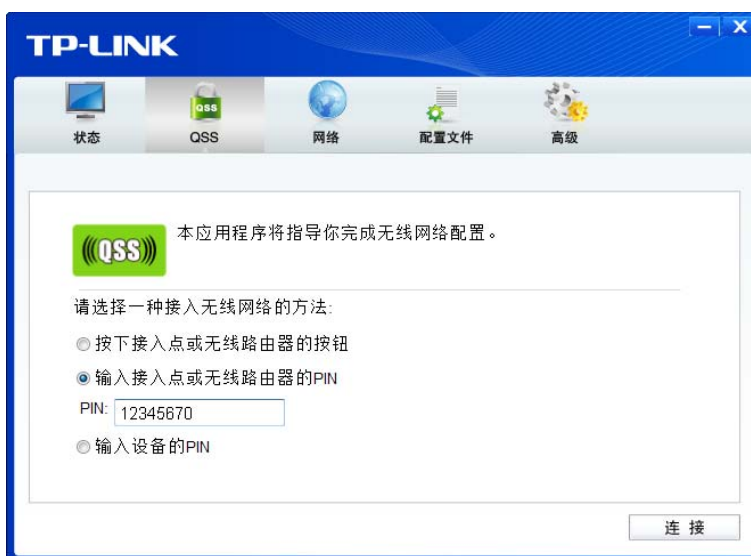 TP-LINK
状态 QSS 网络 配置文件 高级
QSS
本应用程序将指导你完成无线网络配置。
请选择一种接入无线网络的方法:
按下接入点或无线路由器的按钮
输入接入点或无线路由器的PIN
PIN: 12345670
输入设备的PIN
连接